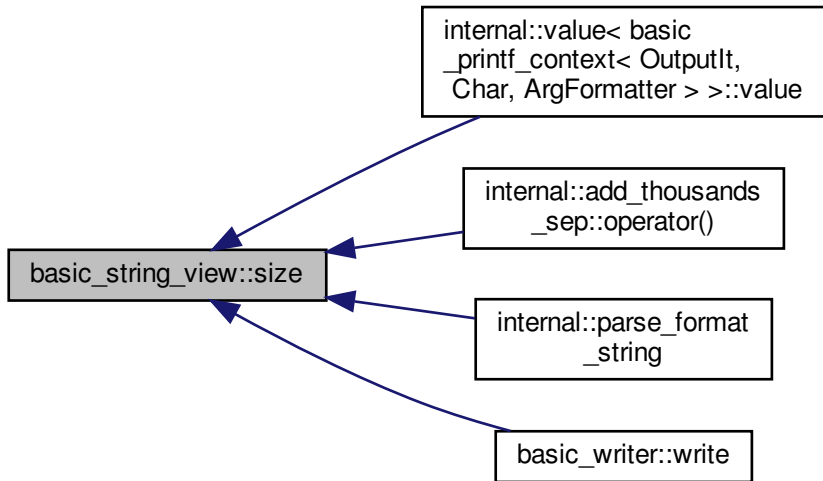 internal::value< basic
_printf_context< OutputIt,
Char, ArgFormatter > >::value
internal::add_thousands
_sep::operator()
basic_string_view::size
internal::parse_format
_string
basic_writer::write